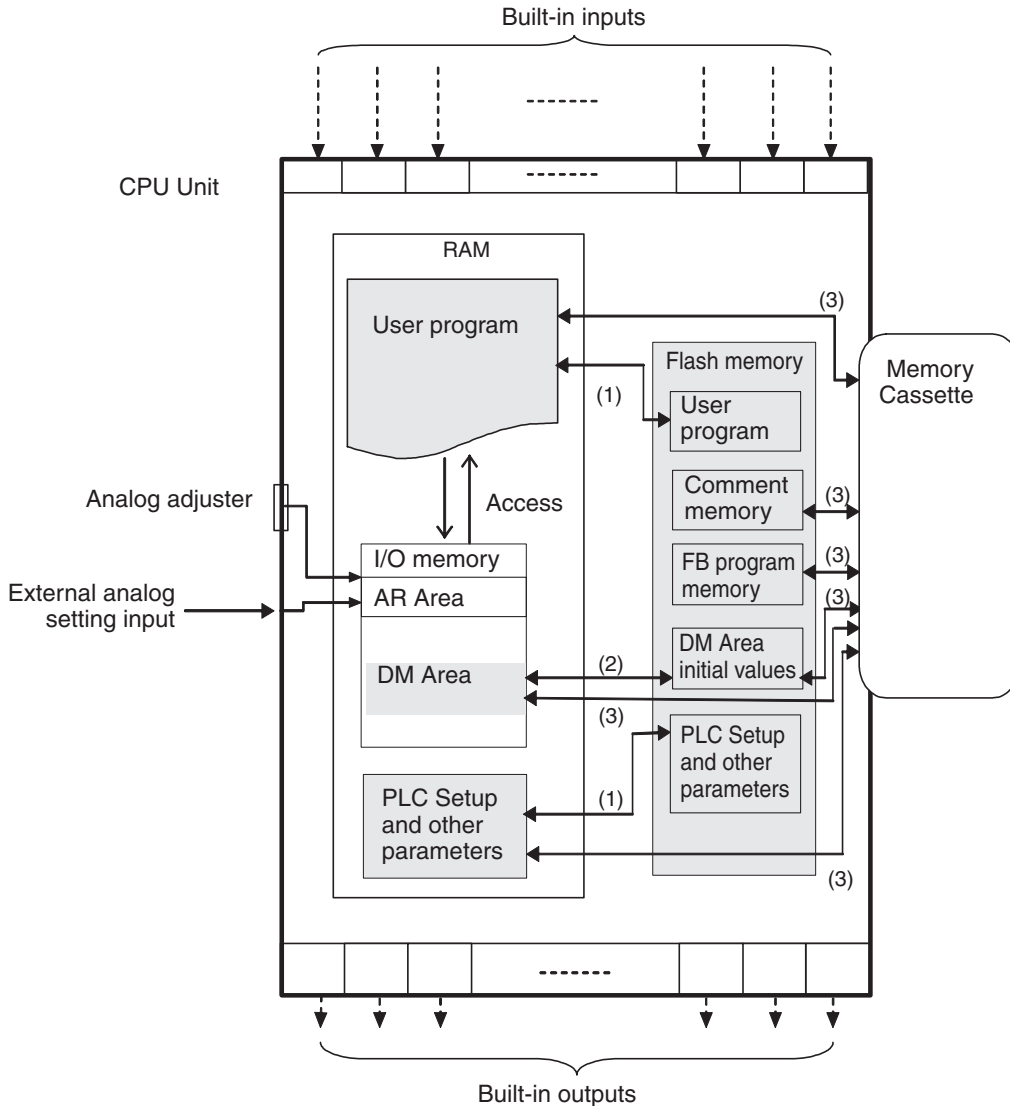 Built-in inputs
CPU Unit
RAM
User program
(3)
Flash memory
Memory
Cassette
(1)
User
program
Analog adjuster
Access
Comment
memory
(3)
I/O memory
FB program
memory
(3)
External analog
setting input
AR Area
(3)
DM Area
(2)
DM Area
initial values
(3)
PLC Setup
and other
parameters
PLC Setup
and other
parameters
(1)
(3)
Built-in outputs